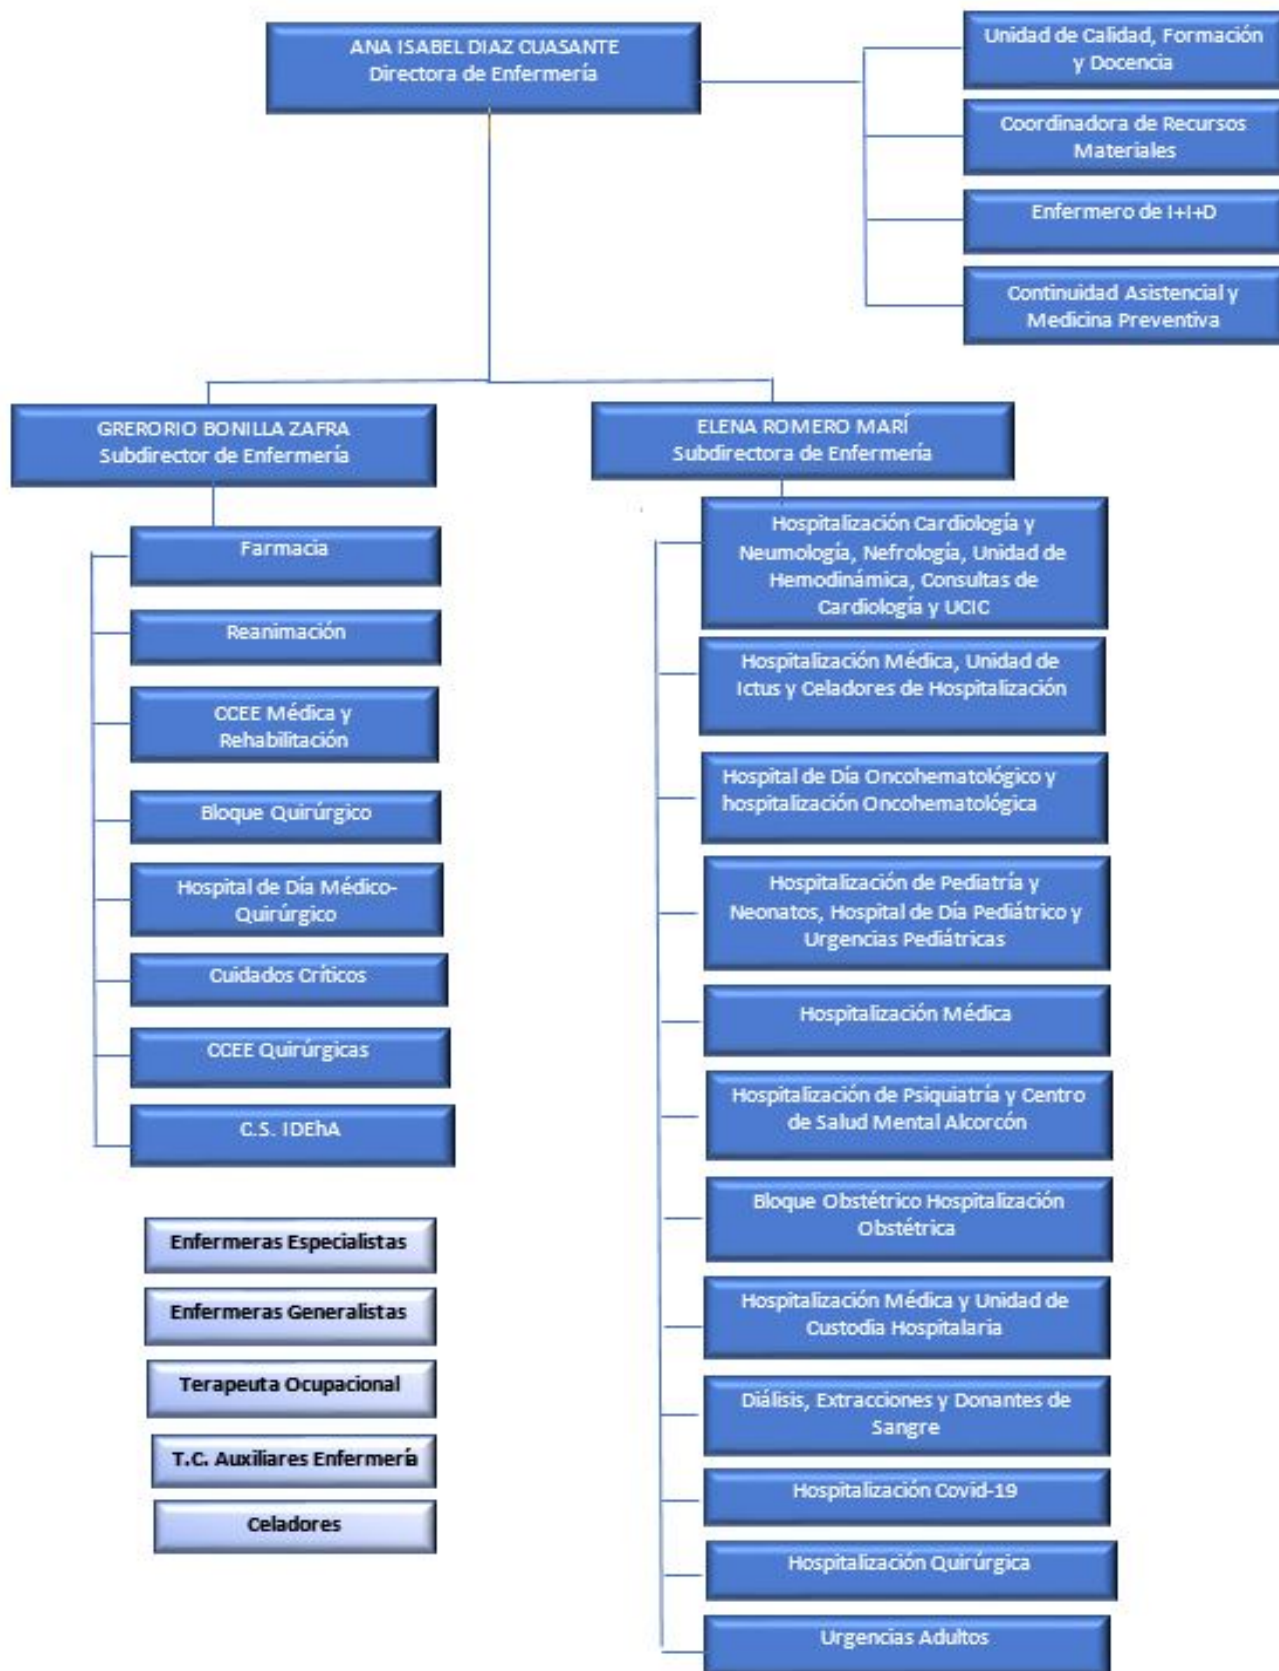 ANA ISABEL DIAZ CUASANTE
Directora de Enfermería
Unidad de Calidad, Formación
y Docencia
Coordinadora de Recursos
Materiales
Enfermero de I+I+D
Continuidad Asistencial y
Medicina Preventiva
GRERORIO BONILLA ZAFRA
Subdirector de Enfermería
Farmacia
Reanimación
CCEE Médica y
Rehabilitación
Bloque Quirúrgico
Hospital de Día Médico-
Quirúrgico
Cuidados Críticos
CCEE Quirúrgicas
C.S. IDEhA
Enfermeras Especialistas
Enfermeras Generalistas
Terapeuta Ocupacional
T.C. Auxiliares Enfermería
Celadores
ELENA ROMERO MARÍ
Subdirectora de Enfermería
Hospitalización Cardiología y
Neumología, Nefrología, Unidad de
Hemodinámica, Consultas de
Cardiología y UCIC
Hospitalización Médica, Unidad de
Ictus y Celadores de Hospitalización
Hospital de Día Oncohematológico y
hospitalización Oncohematológica
Hospitalización de Pediatría y
Neonatos, Hospital de Día Pediátrico y
Urgencias Pediátricas
Hospitalización Médica
Hospitalización de Psiquiatría y Centro
de Salud Mental Alcorcón
Bloque Obstétrico Hospitalización
Obstétrica
Hospitalización Médica y Unidad de
Custodia Hospitalaria
Diálisis, Extracciones y Donantes de
Sangre
Hospitalización Covid-19
Hospitalización Quirúrgica
Urgencias Adultos